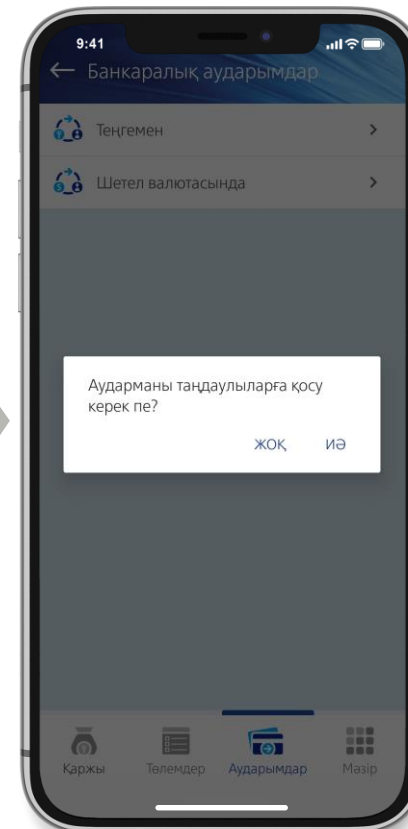 9:41
Банкаралық аударымдар
Теңгемен
Шетел валютасында
Аударманы таңдаулыларға қосу
керек пе?
ЖОҚ ИӘ
Қаржы Төлемдер Аударымдар Мәзір